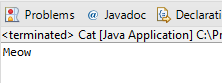 Problems @ Javadoc Declarati
<terminated> Cat [Java Application] C:\Pr
Meow